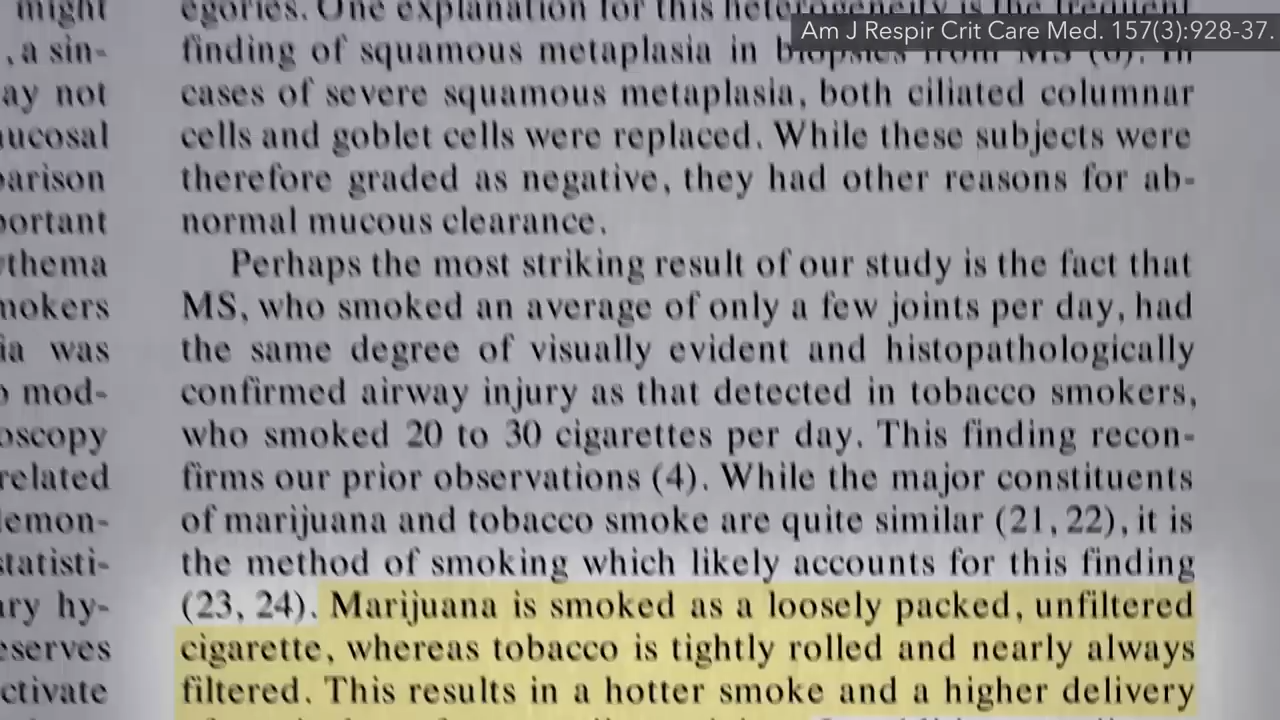 Am J Respir Crit Care Med. 157(3):928-37.
might
, a sin-
ay not
ucosal
parison
portant
ythema
mokers
ia was
o mod-
oscopy
related
lemon-
statisti-
ary hy-
eserves
ctivate
egories. One explanation for this heterogeneity is the frequent
finding of squamous metaplasia in biopsies from MS (6). In
cases of severe squamous metaplasia, both ciliated columnar
cells and goblet cells were replaced. While these subjects were
therefore graded as negative, they had other reasons for ab-
normal mucous clearance.
Perhaps the most striking result of our study is the fact that
MS, who smoked an average of only a few joints per day, had
the same degree of visually evident and histopathologically
confirmed airway injury as that detected in tobacco smokers,
who smoked 20 to 30 cigarettes per day. This finding recon-
firms our prior observations (4). While the major constituents
of marijuana and tobacco smoke are quite similar (21, 22), it is
the method of smoking which likely accounts for this finding
(23, 24). Marijuana is smoked as a loosely packed, unfiltered
cigarette, whereas tobacco is tightly rolled and nearly always
filtered. This results in a hotter smoke and a higher delivery